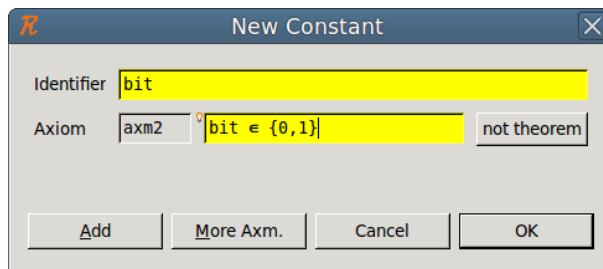 New Constant
Identifier bit
Axiom axm2 bit ∈ {0,1} not theorem
Add More Axm. Cancel OK